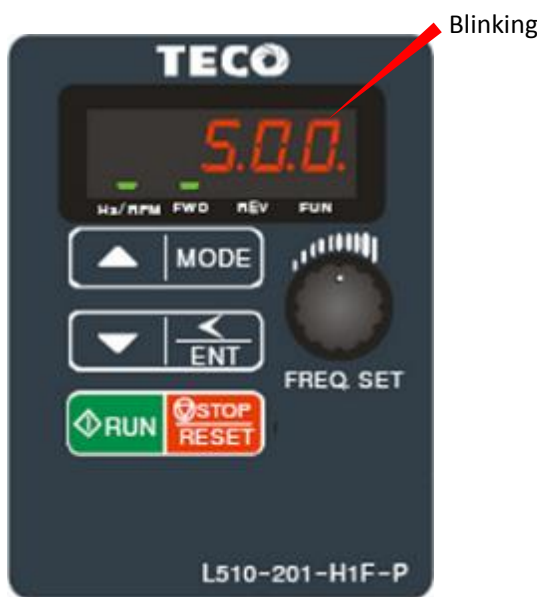 Blinking
TECO
5.0.0.
Hz/RPM FWD REV FUN
MODE
<
ENT
FREQ. SET
RUN STOP
RESET
L510-201-H1F-P